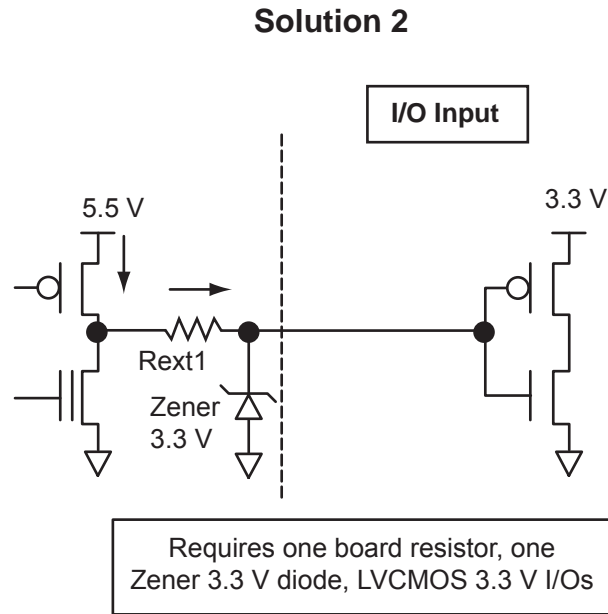 Solution 2
I/O Input
5.5 V
3.3 V
Rext1
Zener
3.3 V
Requires one board resistor, one
Zener 3.3 V diode, LVCMOS 3.3 V I/Os